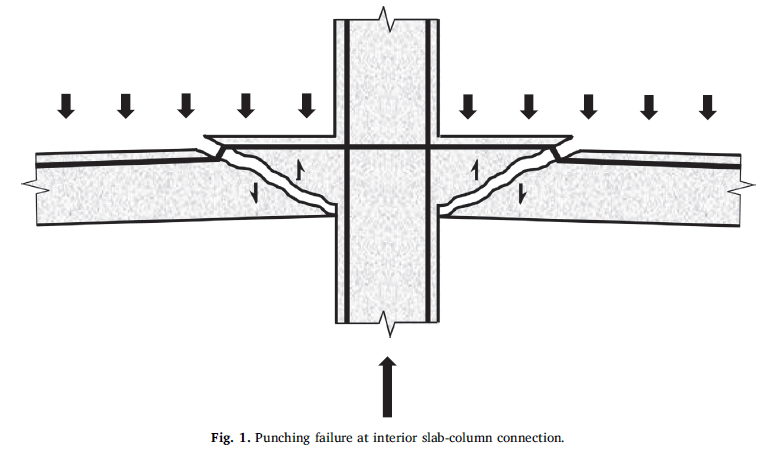 Fig. 1. Punching failure at interior slab-column connection.